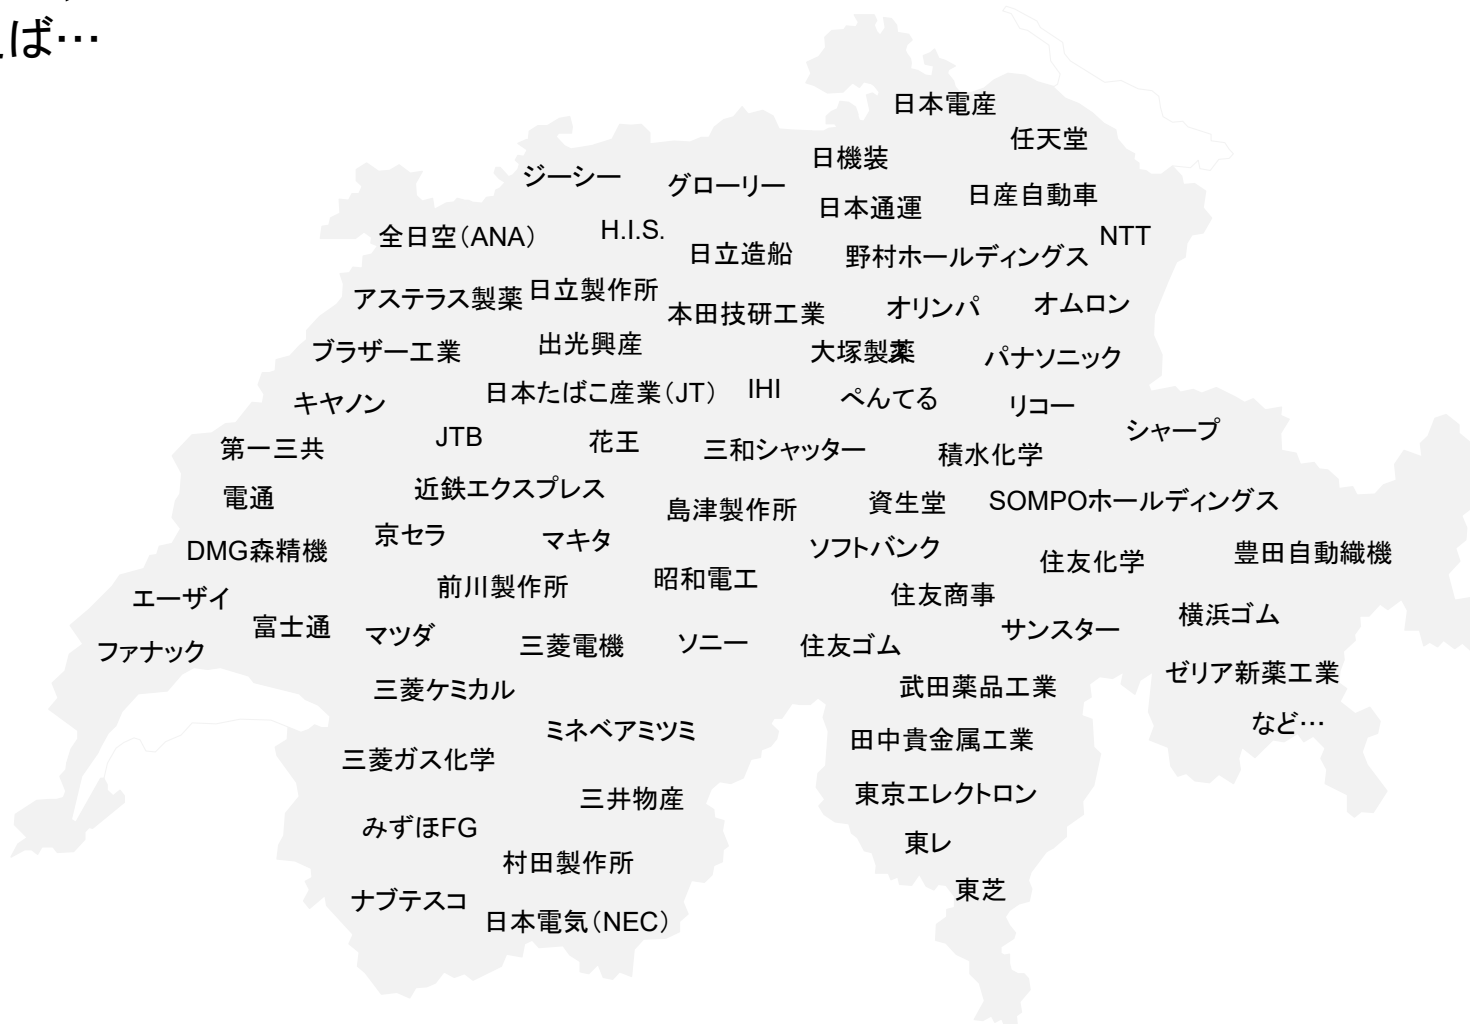 ば…
日本電産
任天堂
日機装
ジーシー
グローリー
日産自動車
日本通運
全日空（ANA）
H.I.S.
NTT
日立造船
野村ホールディングス
アステラス製薬
日立製作所
本田技研工業
オリンパ
オムロン
ブラザー工業
出光興産
大塚製薬
ス
パナソニック
キヤノン
日本たばこ産業（JT）
IHI
ぺんてる
リコー
シャープ
第一三共
JTB
花王
三和シャッター
積水化学
電通
近鉄エクスプレス
島津製作所
資生堂
SOMPOホールディングス
DMG森精機
京セラ
マキタ
ソフトバンク
住友化学
豊田自動織機
エーザイ
前川製作所
昭和電工
住友商事
横浜ゴム
ファナック
富士通
マツダ
三菱電機
ソニー
住友ゴム
サンスター
ゼリア新薬工業
三菱ケミカル
武田薬品工業
など…
ミネベアミツミ
田中貴金属工業
三菱ガス化学
三井物産
東京エレクトロン
みずほFG
村田製作所
東レ
東芝
ナブテスコ
日本電気（NEC）